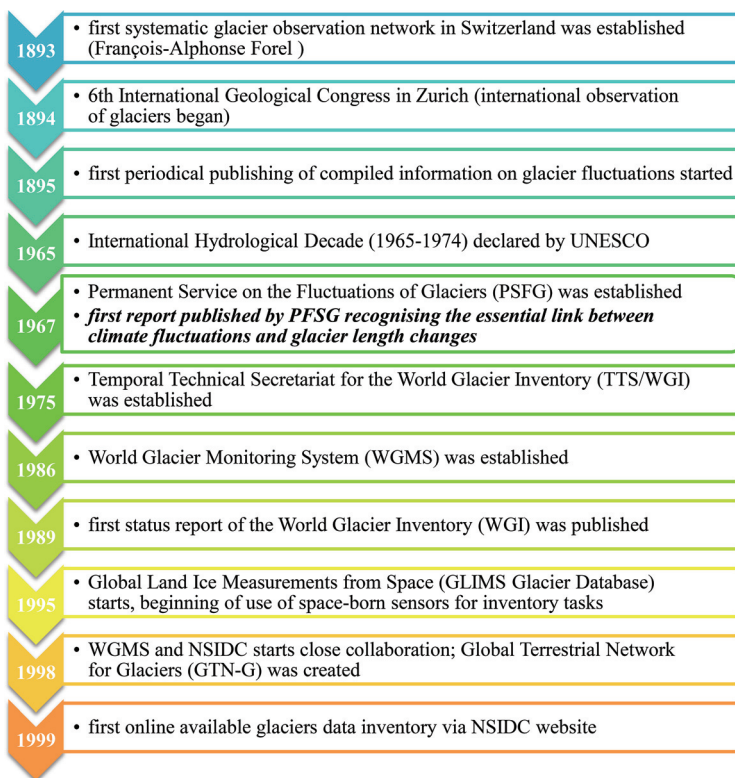 1893
• first systematic glacier observation network in Switzerland was established
(François-Alphonse Forel )
1894
• 6th International Geological Congress in Zurich (international observation
of glaciers began)
1895
• first periodical publishing of compiled information on glacier fluctuations started
1965
• International Hydrological Decade (1965-1974) declared by UNESCO
1967
• Permanent Service on the Fluctuations of Glaciers (PSFG) was established
• first report published by PFSG recognising the essential link between
climate fluctuations and glacier length changes
1975
• Temporal Technical Secretariat for the World Glacier Inventory (TTS/WGI)
was established
1986
• World Glacier Monitoring System (WGMS) was established
1989
• first status report of the World Glacier Inventory (WGI) was published
1995
• Global Land Ice Measurements from Space (GLIMS Glacier Database)
starts, beginning of use of space-born sensors for inventory tasks
1998
• WGMS and NSIDC starts close collaboration; Global Terrestrial Network
for Glaciers (GTN-G) was created
1999
• first online available glaciers data inventory via NSIDC website